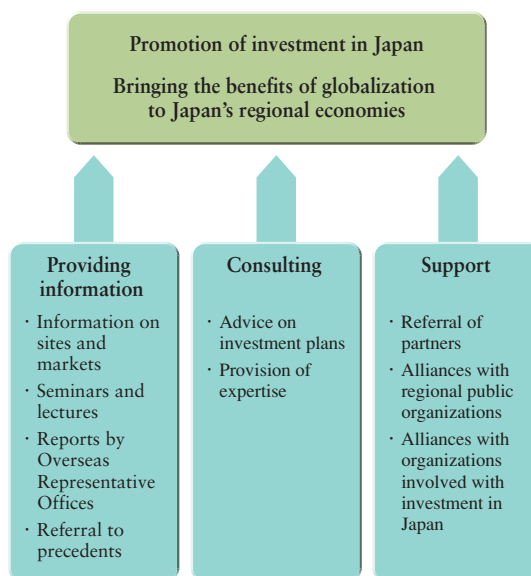 Promotion of investment in Japan
Bringing the benefits of globalization
to Japan's regional economies
Providing
information
· Information on
sites and
markets
· Seminars and
lectures
· Reports by
Overseas
Representative
Offices
· Referral to
precedents
Consulting
· Advice on
investment plans
· Provision of
expertise
Support
· Referral of
partners
· Alliances with
regional public
organizations
· Alliances with
organizations
involved with
investment in
Japan